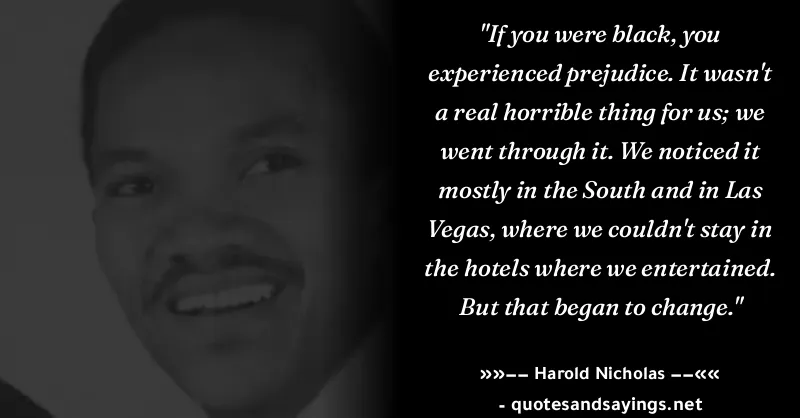 "If you were black, you
experienced prejudice. It wasn't
a real horrible thing for us; we
went through it. We noticed it
mostly in the South and in Las
Vegas, where we couldn't stay in
the hotels where we entertained.
But that began to change."
»»–– Harold Nicholas ––««
- quotesandsayings.net